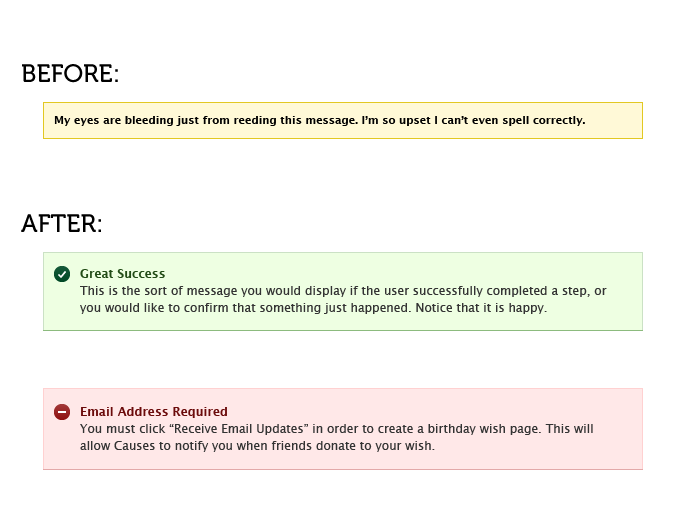 BEFORE:
My eyes are bleeding just from reeding this message. I'm so upset I can't even spell correctly.
AFTER:
Great Success
This is the sort of message you would display if the user successfully completed a step, or
you would like to confirm that something just happened. Notice that it is happy.
Email Address Required
You must click “Receive Email Updates” in order to create a birthday wish page. This will
allow Causes to notify you when friends donate to your wish.